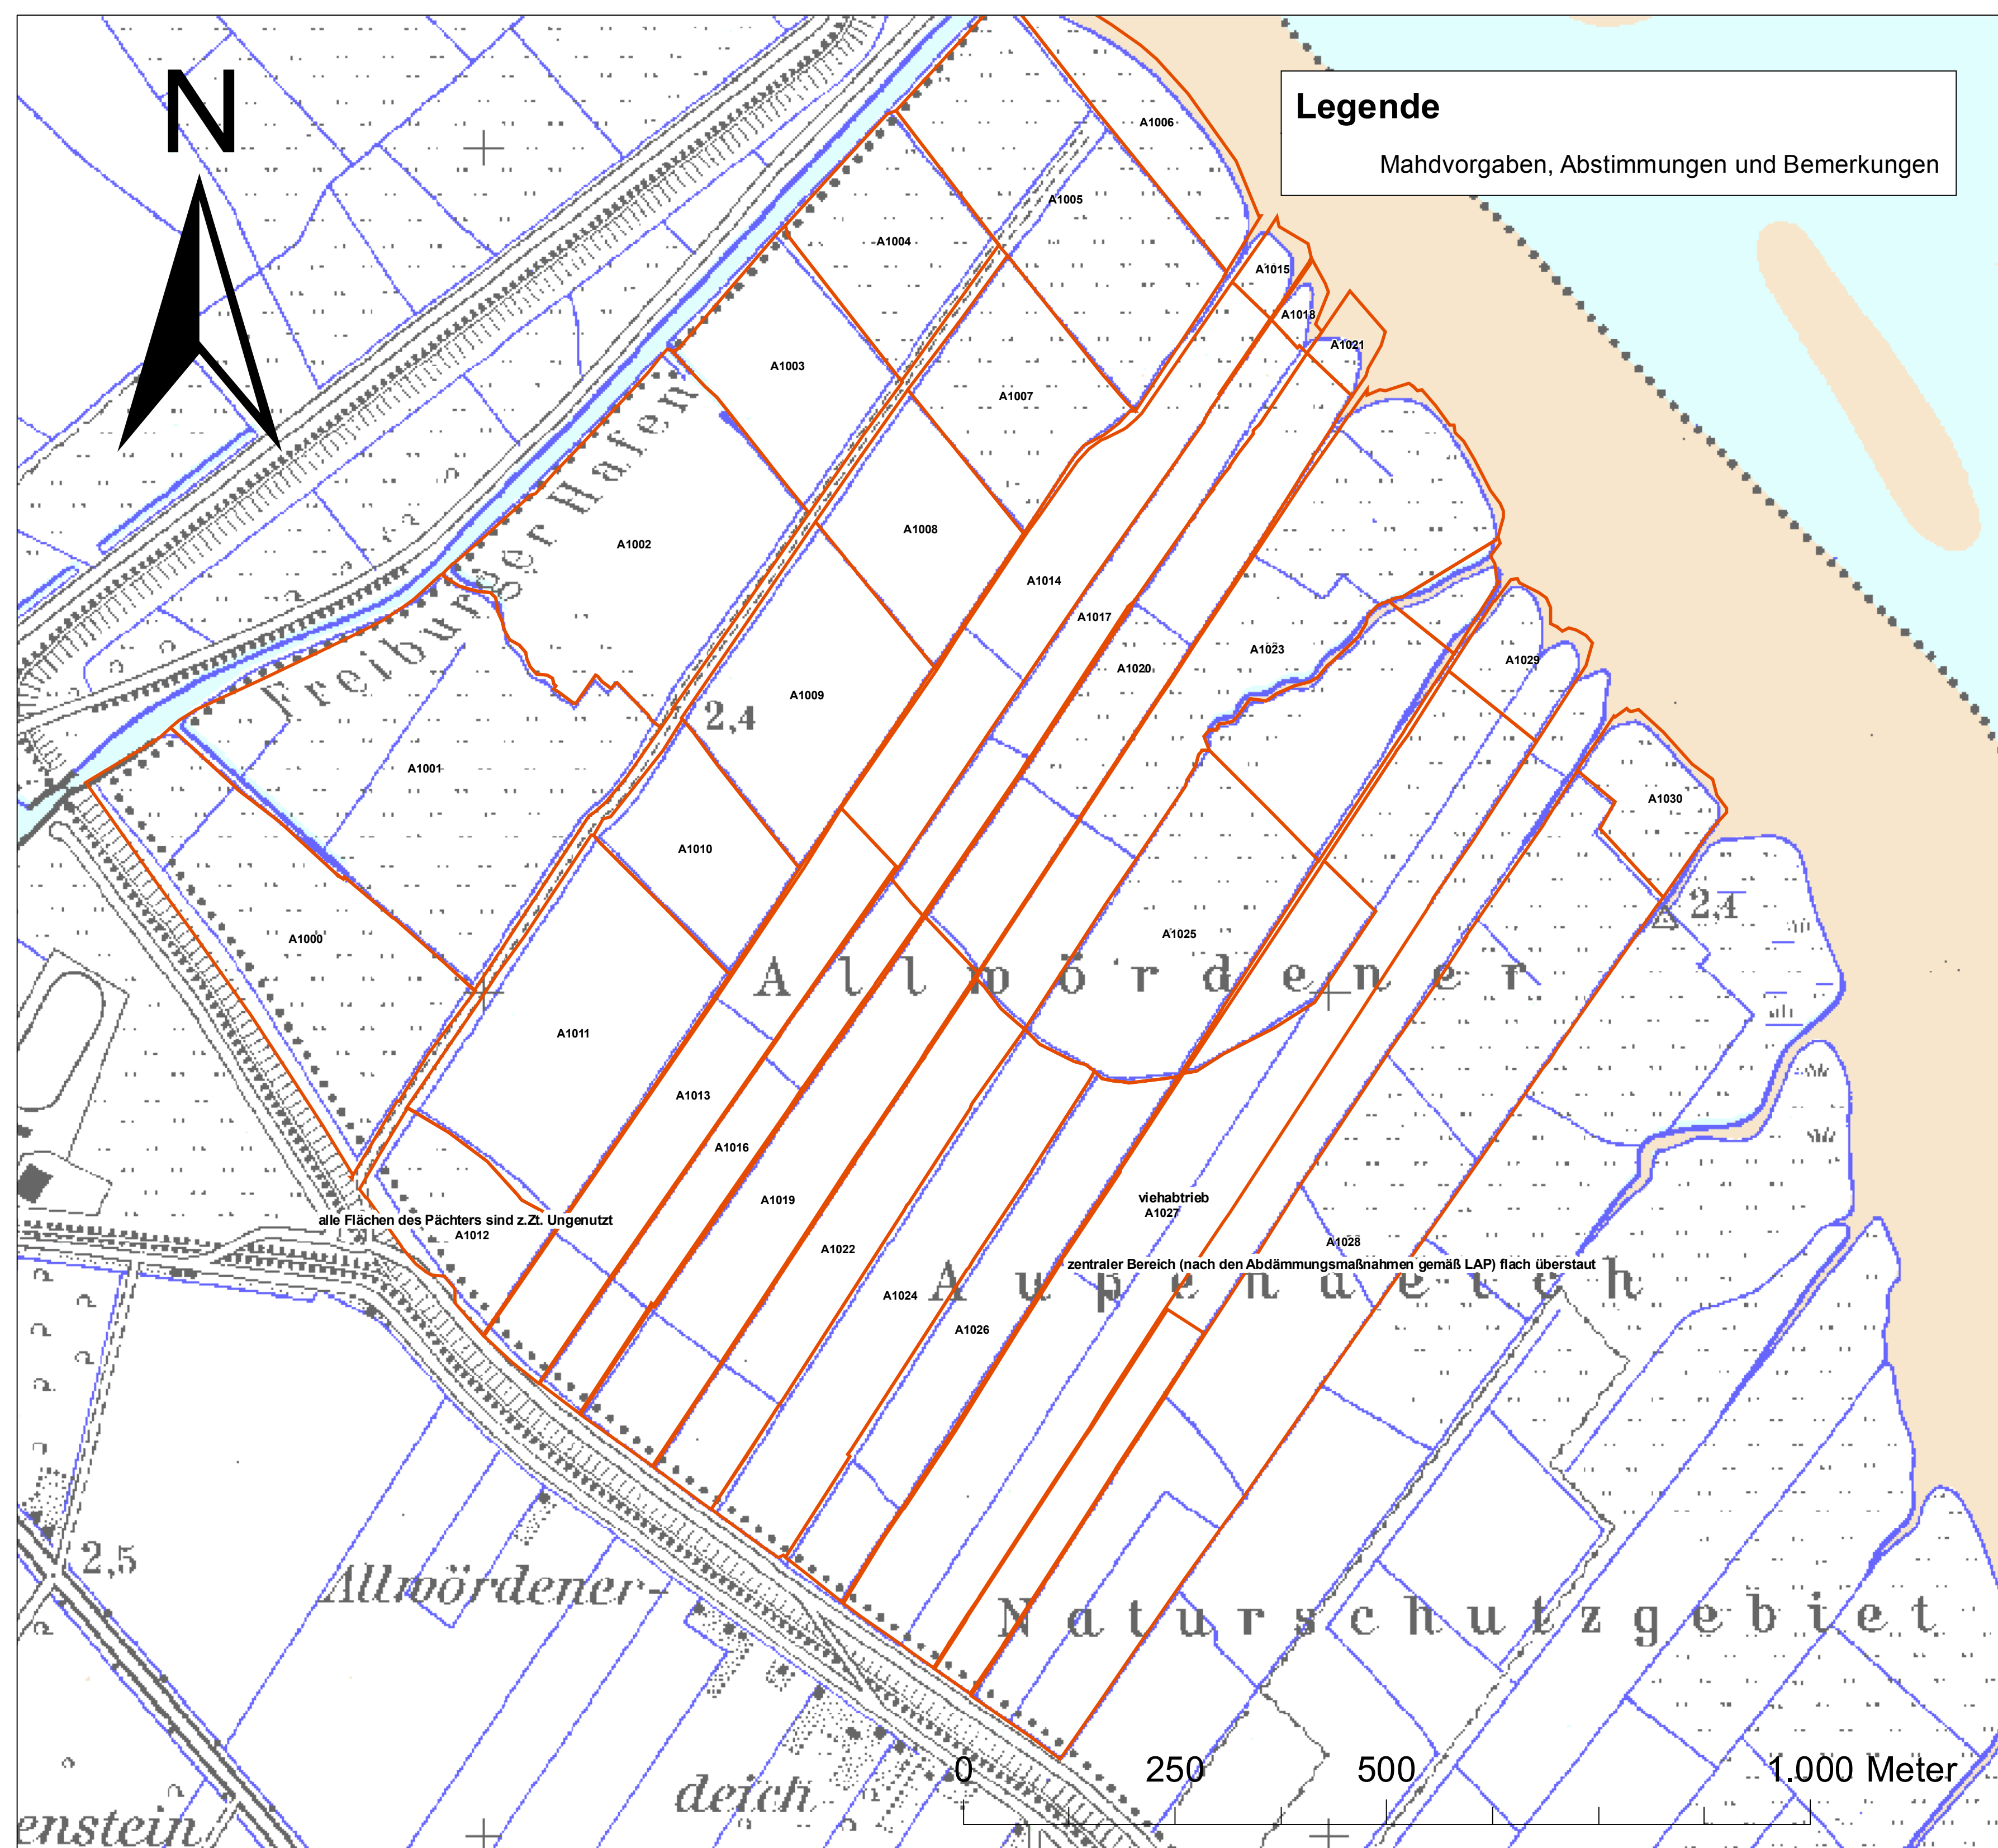 N
Legende
Mahdvorgaben, Abstimmungen und Bemerkungen
A1006
A1005
A1004
A1015
A1018
A1021
A1003
A1007
Freiburger Hafen
A1008
A1002
A1014
A1017
A1020
A1023
A1029
A1009
2,4
A1001
A1030
A1010
2,4
A1025
A1000
Allwördener
A1011
A1013
A1016
A1019
viehabtrieb
A1027
alle Flächen des Pächters sind z.Zt. Ungenutzt
A1012
A1022
A1028
zentraler Bereich (nach den Abdämmungsmaßnahmen gemäß LAP) flach überstaut
A1024
Außendeich
A1026
2,5
Allwördener-
Naturschutzgebiet
deich
0
250
500
1.000 Meter
enstein